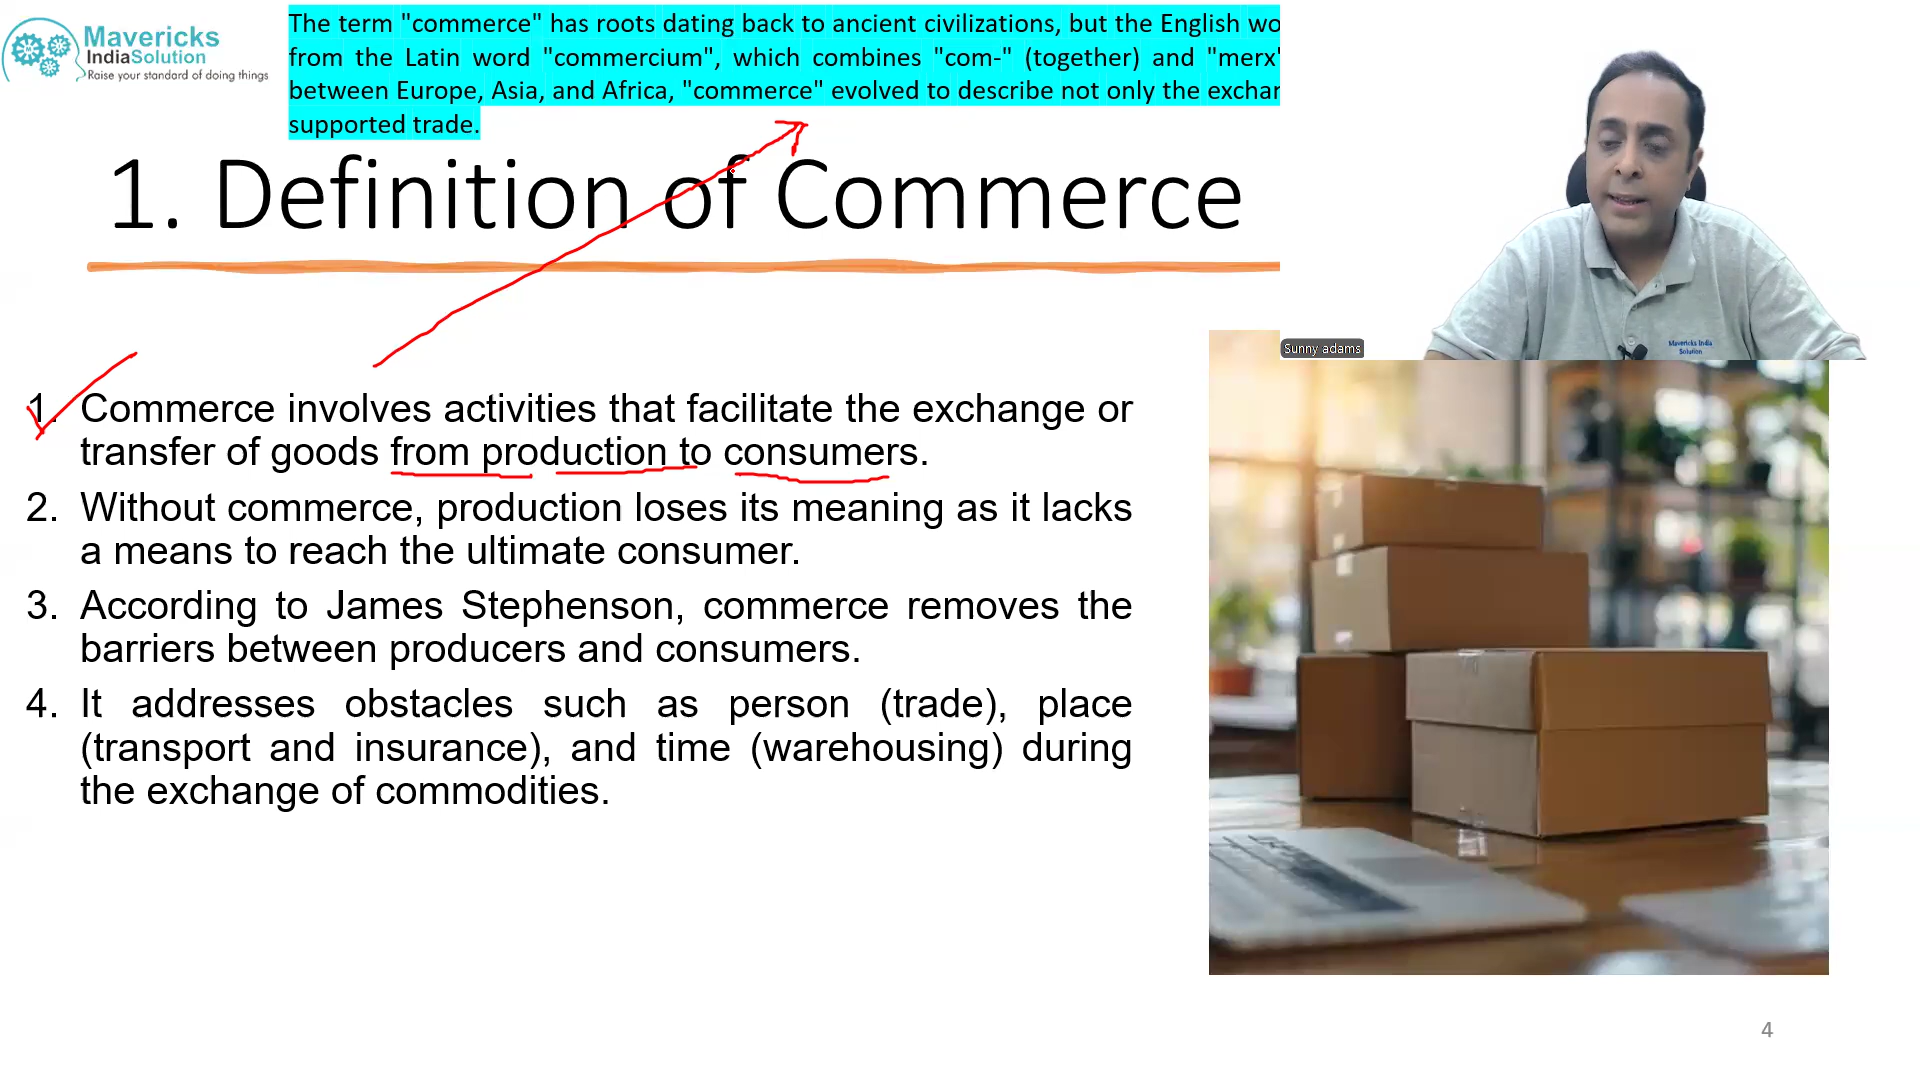 Mavericks
IndiaSolution
Raise your standard of doing things
The term "commerce" has roots dating back to ancient civilizations, but the English
from the Latin word "commercium", which combines "com-" (together) and "merx"
between Europe, Asia, and Africa, "commerce" evolved to describe not only the
supported trade.
1. Definition of Commerce
Sunny adams
Mavericks India
Solution
1. Commerce involves activities that facilitate the exchange or
transfer of goods from production to consumers.
2. Without commerce, production loses its meaning as it lacks
a means to reach the ultimate consumer.
3. According to James Stephenson, commerce removes the
barriers between producers and consumers.
4. It addresses obstacles such as person (trade), place
(transport and insurance), and time (warehousing) during
the exchange of commodities.
4